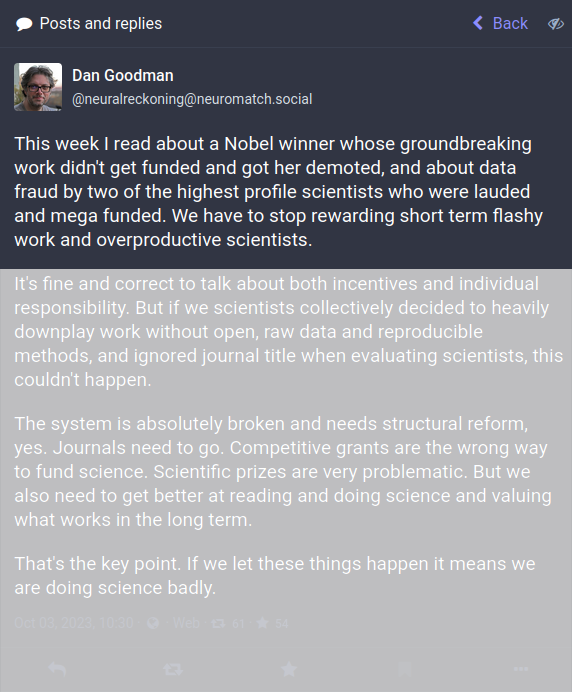 Posts and replies
Back
Dan Goodman
@neuralreckoning@neuromatch.social
This week I read about a Nobel winner whose groundbreaking
work didn't get funded and got her demoted, and about data
fraud by two of the highest profile scientists who were lauded
and mega funded. We have to stop rewarding short term flashy
work and overproductive scientists.
It's fine and correct to talk about both incentives and individual
responsibility. But if we scientists collectively decided to heavily
downplay work without open, raw data and reproducible
methods, and ignored journal title when evaluating scientists, this
couldn't happen.
The system is absolutely broken and needs structural reform,
yes. Journals need to go. Competitive grants are the wrong way
to fund science. Scientific prizes are very problematic. But we
also need to get better at reading and doing science and valuing
what works in the long term.
That's the key point. If we let these things happen it means we
are doing science badly.
Oct 03, 2023, 10:30 Web 61 54